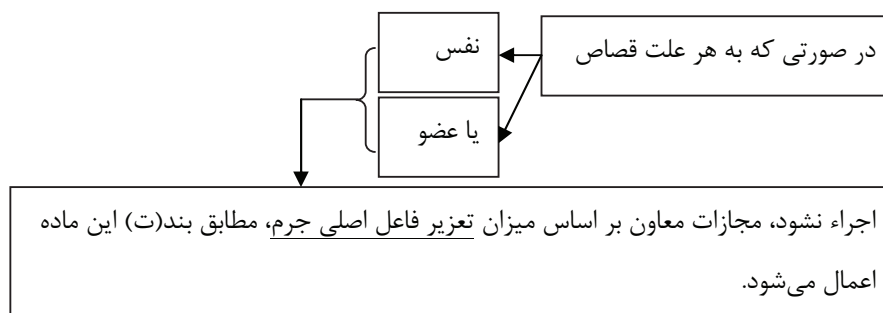 در صورتی که به هر علت قصاص
نفس
یا عضو
اجراء نشود، مجازات معاون بر اساس میزان تعزیر فاعل اصلی جرم، مطابق بند(ت) این ماده
اعمال می‌شود.